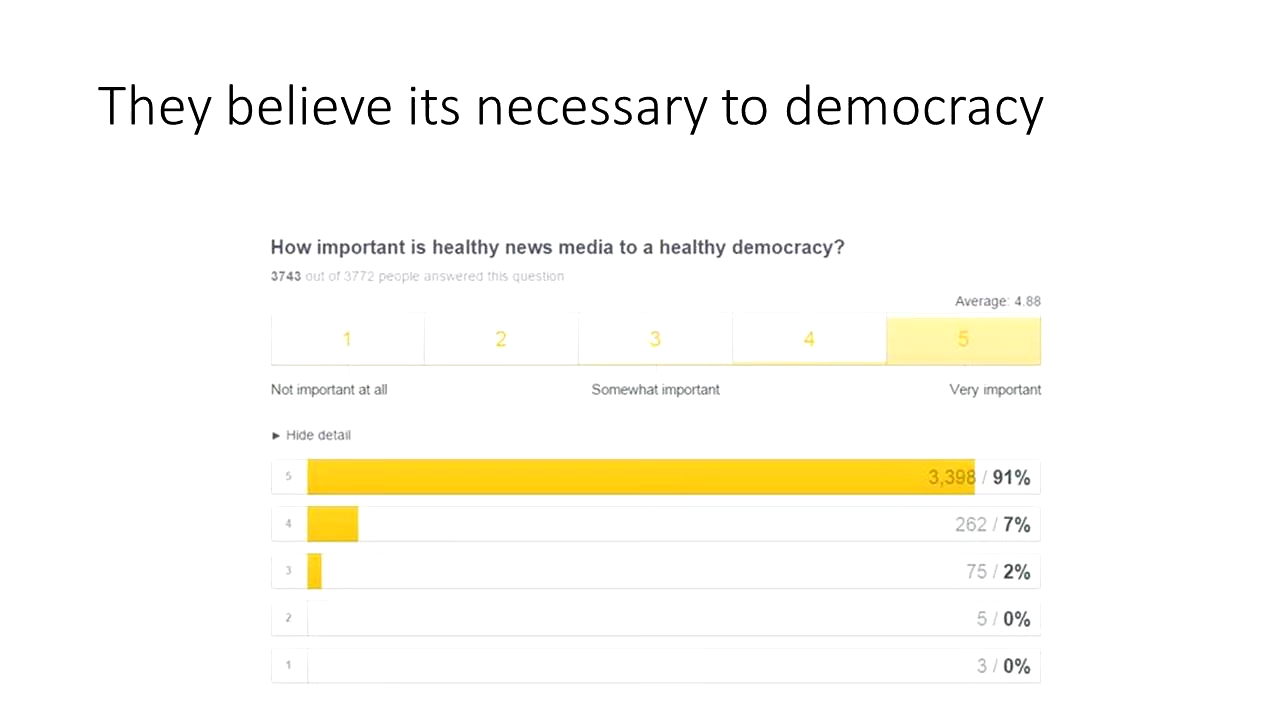 They believe its necessary to democracy
How important is healthy news media to a healthy democracy?
3743 out of 3772 people answered this question
Average: 4.88
1 2 3 4 5
Not important at all Somewhat important Very important
► Hide detail
5 3,398 / 91%
4 262 / 7%
3 75 / 2%
2 5 / 0%
1 3 / 0%